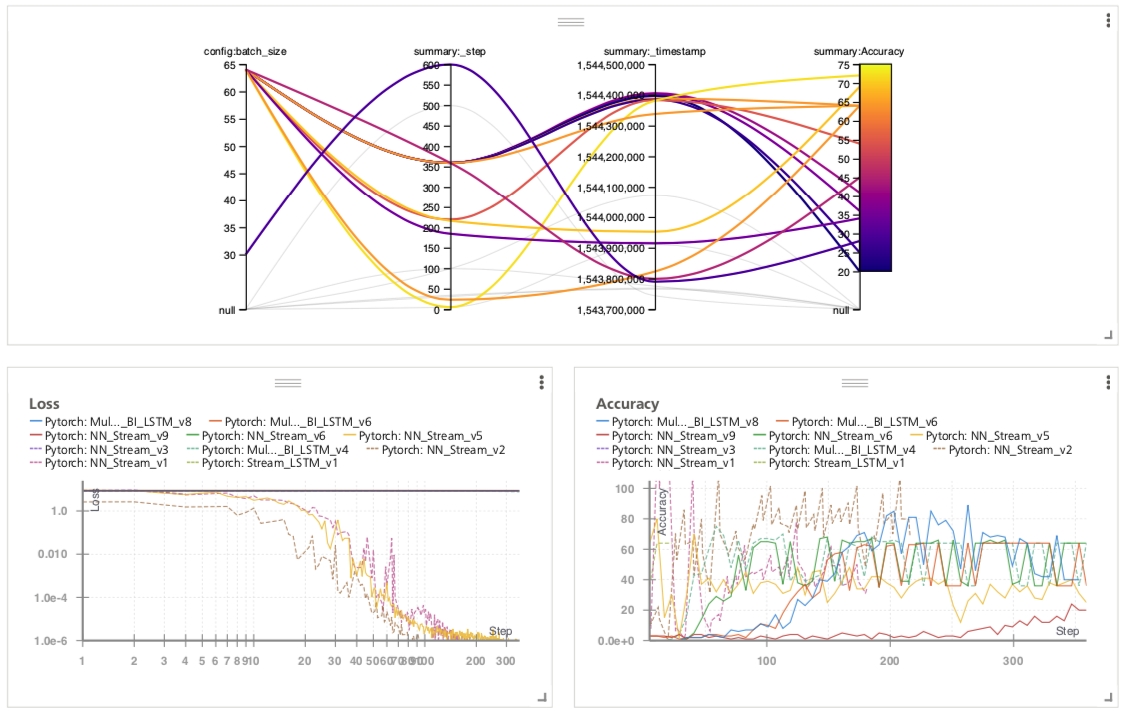 config:batch_size summary:_step summary:_timestamp summary:Accuracy
65 600 1,544,500,000 75
60 500 1,544,400,000 70
55 450 1,544,300,000 65
50 400 1,544,200,000 60
45 350 1,544,100,000 55
40 300 1,544,000,000 50
35 250 1,543,900,000 45
30 200 1,543,800,000 40
null 150 1,543,700,000 35
100 30
50 25
0 20
null
Loss
Pytorch: Mul..._BI_LSTM_v8 Pytorch: Mul..._BI_LSTM_v6
Pytorch: NN_Stream_v9 Pytorch: NN_Stream_v6 Pytorch: NN_Stream_v5
Pytorch: NN_Stream_v3 Pytorch: Mul..._BI_LSTM_v4 Pytorch: NN_Stream_v2
Pytorch: NN_Stream_v1 Pytorch: Stream_LSTM_v1
Loss
1.0
0.010
1.0e-4
1.0e-6
Step
1 2 3 4 5 6 7 8 9 10 20 30 40 50 60 70 80 90 100 200 300
Accuracy
Pytorch: Mul..._BI_LSTM_v8 Pytorch: Mul..._BI_LSTM_v6
Pytorch: NN_Stream_v9 Pytorch: NN_Stream_v6 Pytorch: NN_Stream_v5
Pytorch: NN_Stream_v3 Pytorch: Mul..._BI_LSTM_v4 Pytorch: NN_Stream_v2
Pytorch: NN_Stream_v1 Pytorch: Stream_LSTM_v1
Accuracy
100
80
60
40
20
0.0e+0
Step
100 200 300